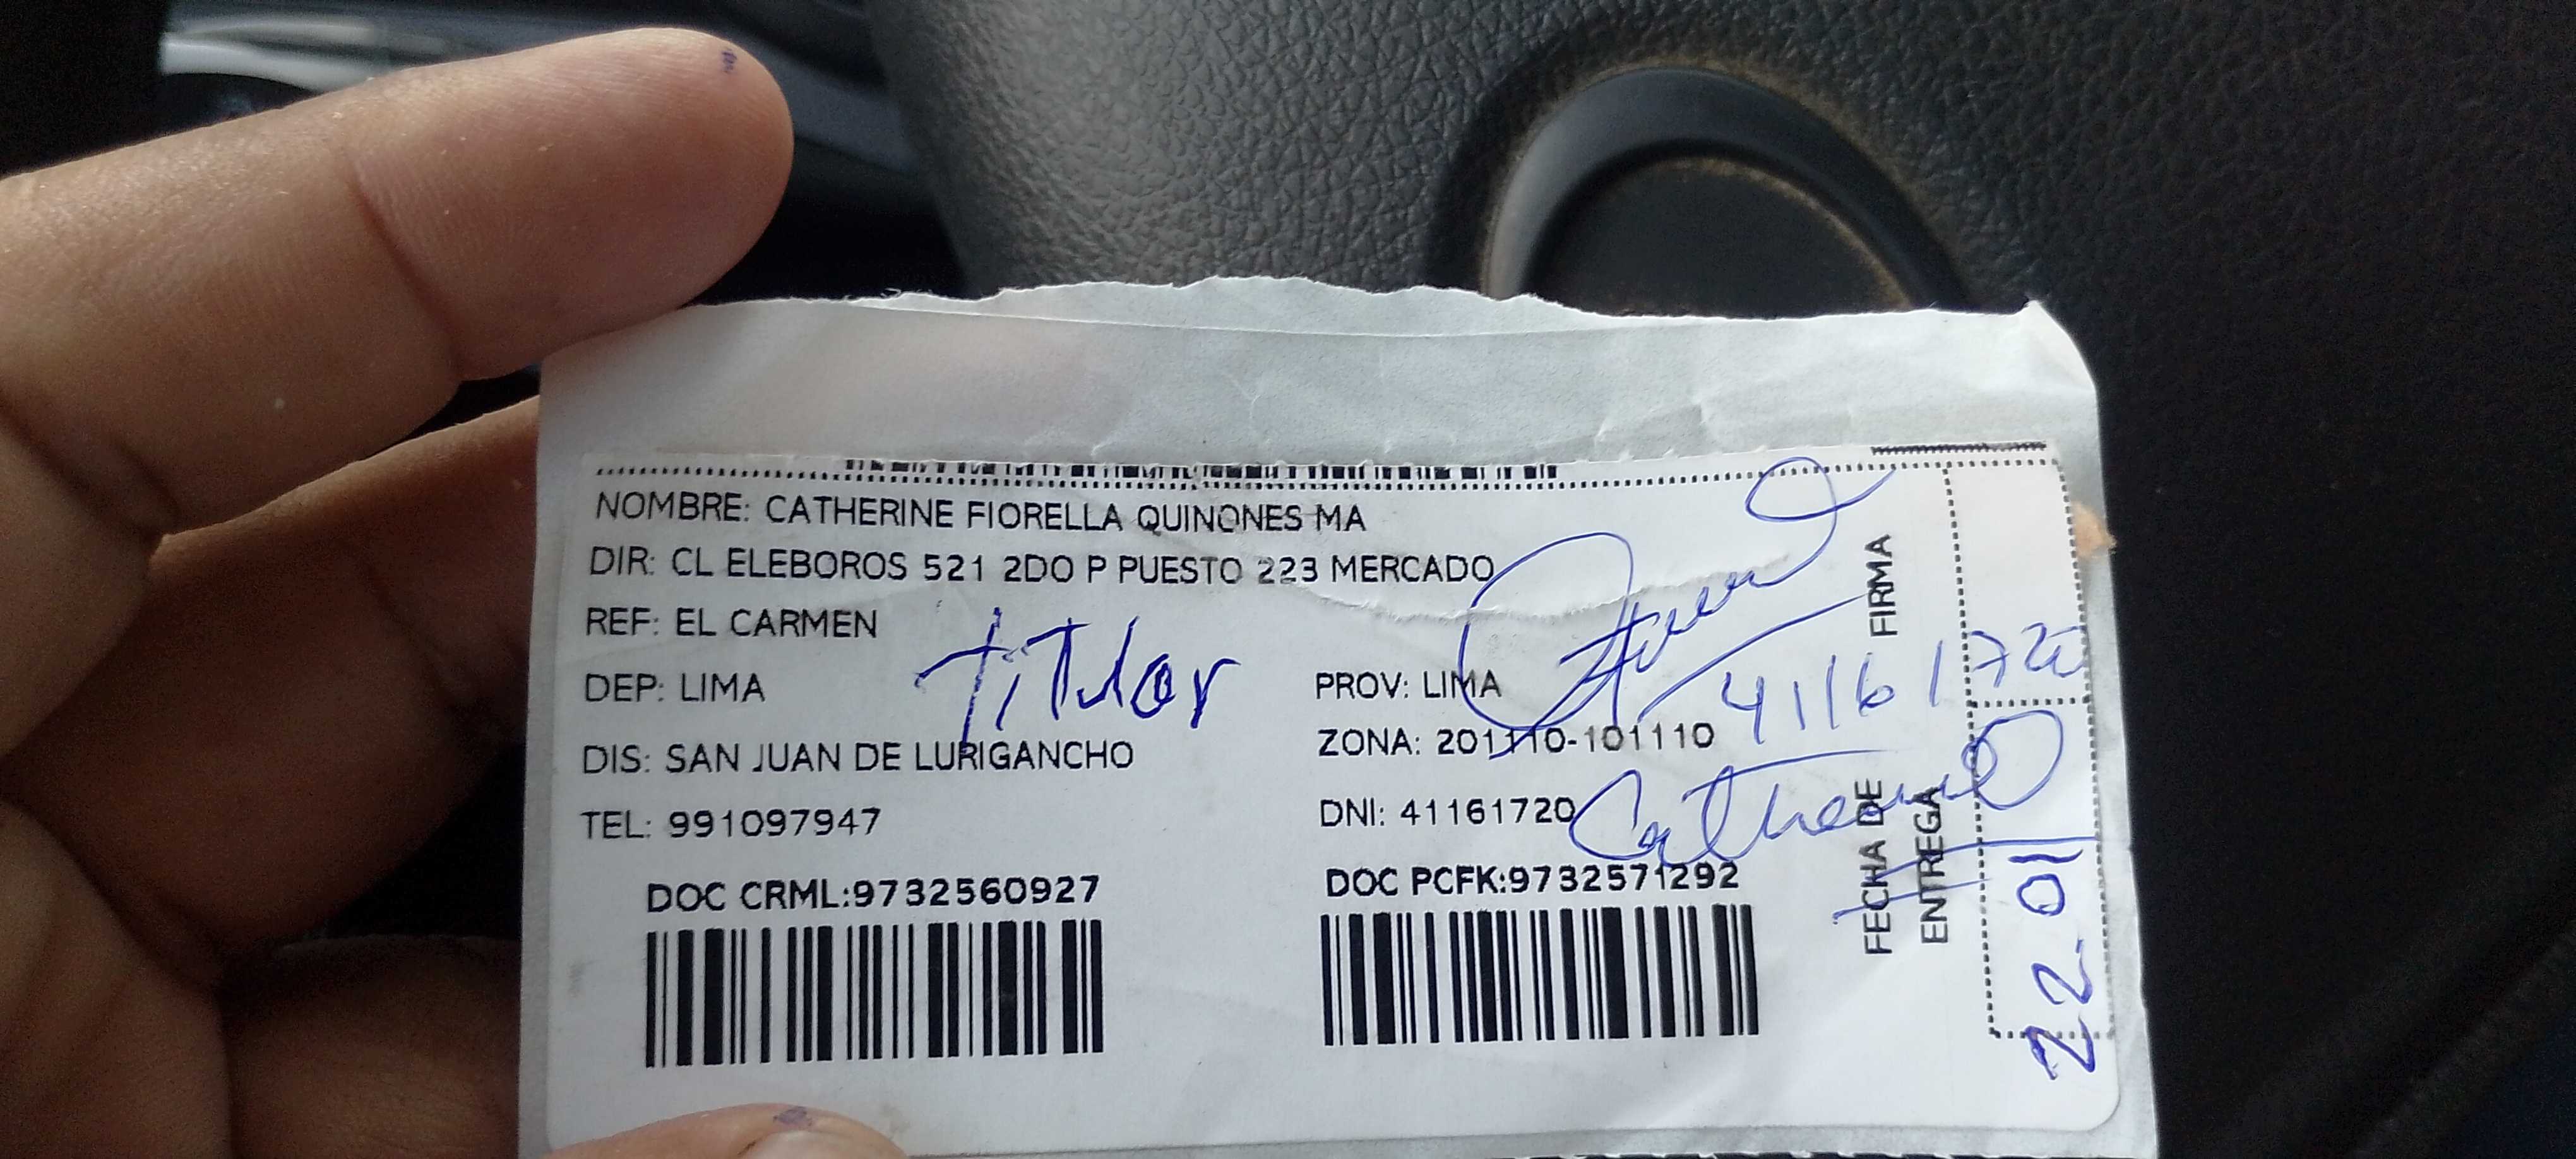 NOMBRE: CATHERINE FIORELLA QUINONES MA
DIR: CL ELEBOROS 521 2DO P PUESTO 223 MERCADO
REF: EL CARMEN
titular
DEP: LIMA
PROV: LIMA
DIS: SAN JUAN DE LURIGANCHO
ZONA: 201110-101110
TEL: 991097947
DNI: 41161720
DOC CRML:9732560927
DOC PCFK:9732571292
FIRMA
41161720
FECHA DE
ENTREGA
22.01